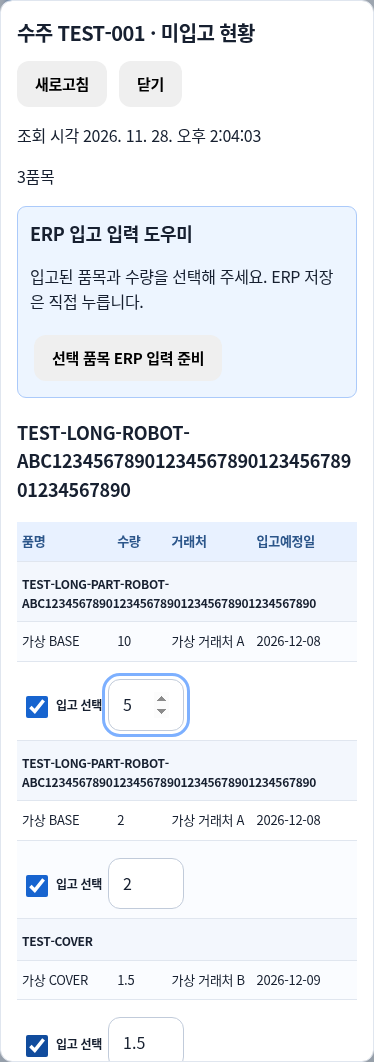 수주 TEST-001 · 미입고 현황
새로고침 닫기
조회 시각 2026. 11. 28. 오후 2:04:03
3품목
ERP 입고 입력 도우미
입고된 품목과 수량을 선택해 주세요. ERP 저장
은 직접 누릅니다.
선택 품목 ERP 입력 준비
TEST-LONG-ROBOT-
ABC1234567890123456789012345678​9
01234567890
품명 수량 거래처 입고예정일
TEST-LONG-PART-ROBOT-
ABC1234567890123456789012345678901234567890
가상 BASE 10 가상 거래처 A 2026-12-08
입고 선택 5
TEST-LONG-PART-ROBOT-
ABC1234567890123456789012345678901234567890
가상 BASE 2 가상 거래처 A 2026-12-08
입고 선택 2
TEST-COVER
가상 COVER 1.5 가상 거래처 B 2026-12-09
입고 선택 1.5